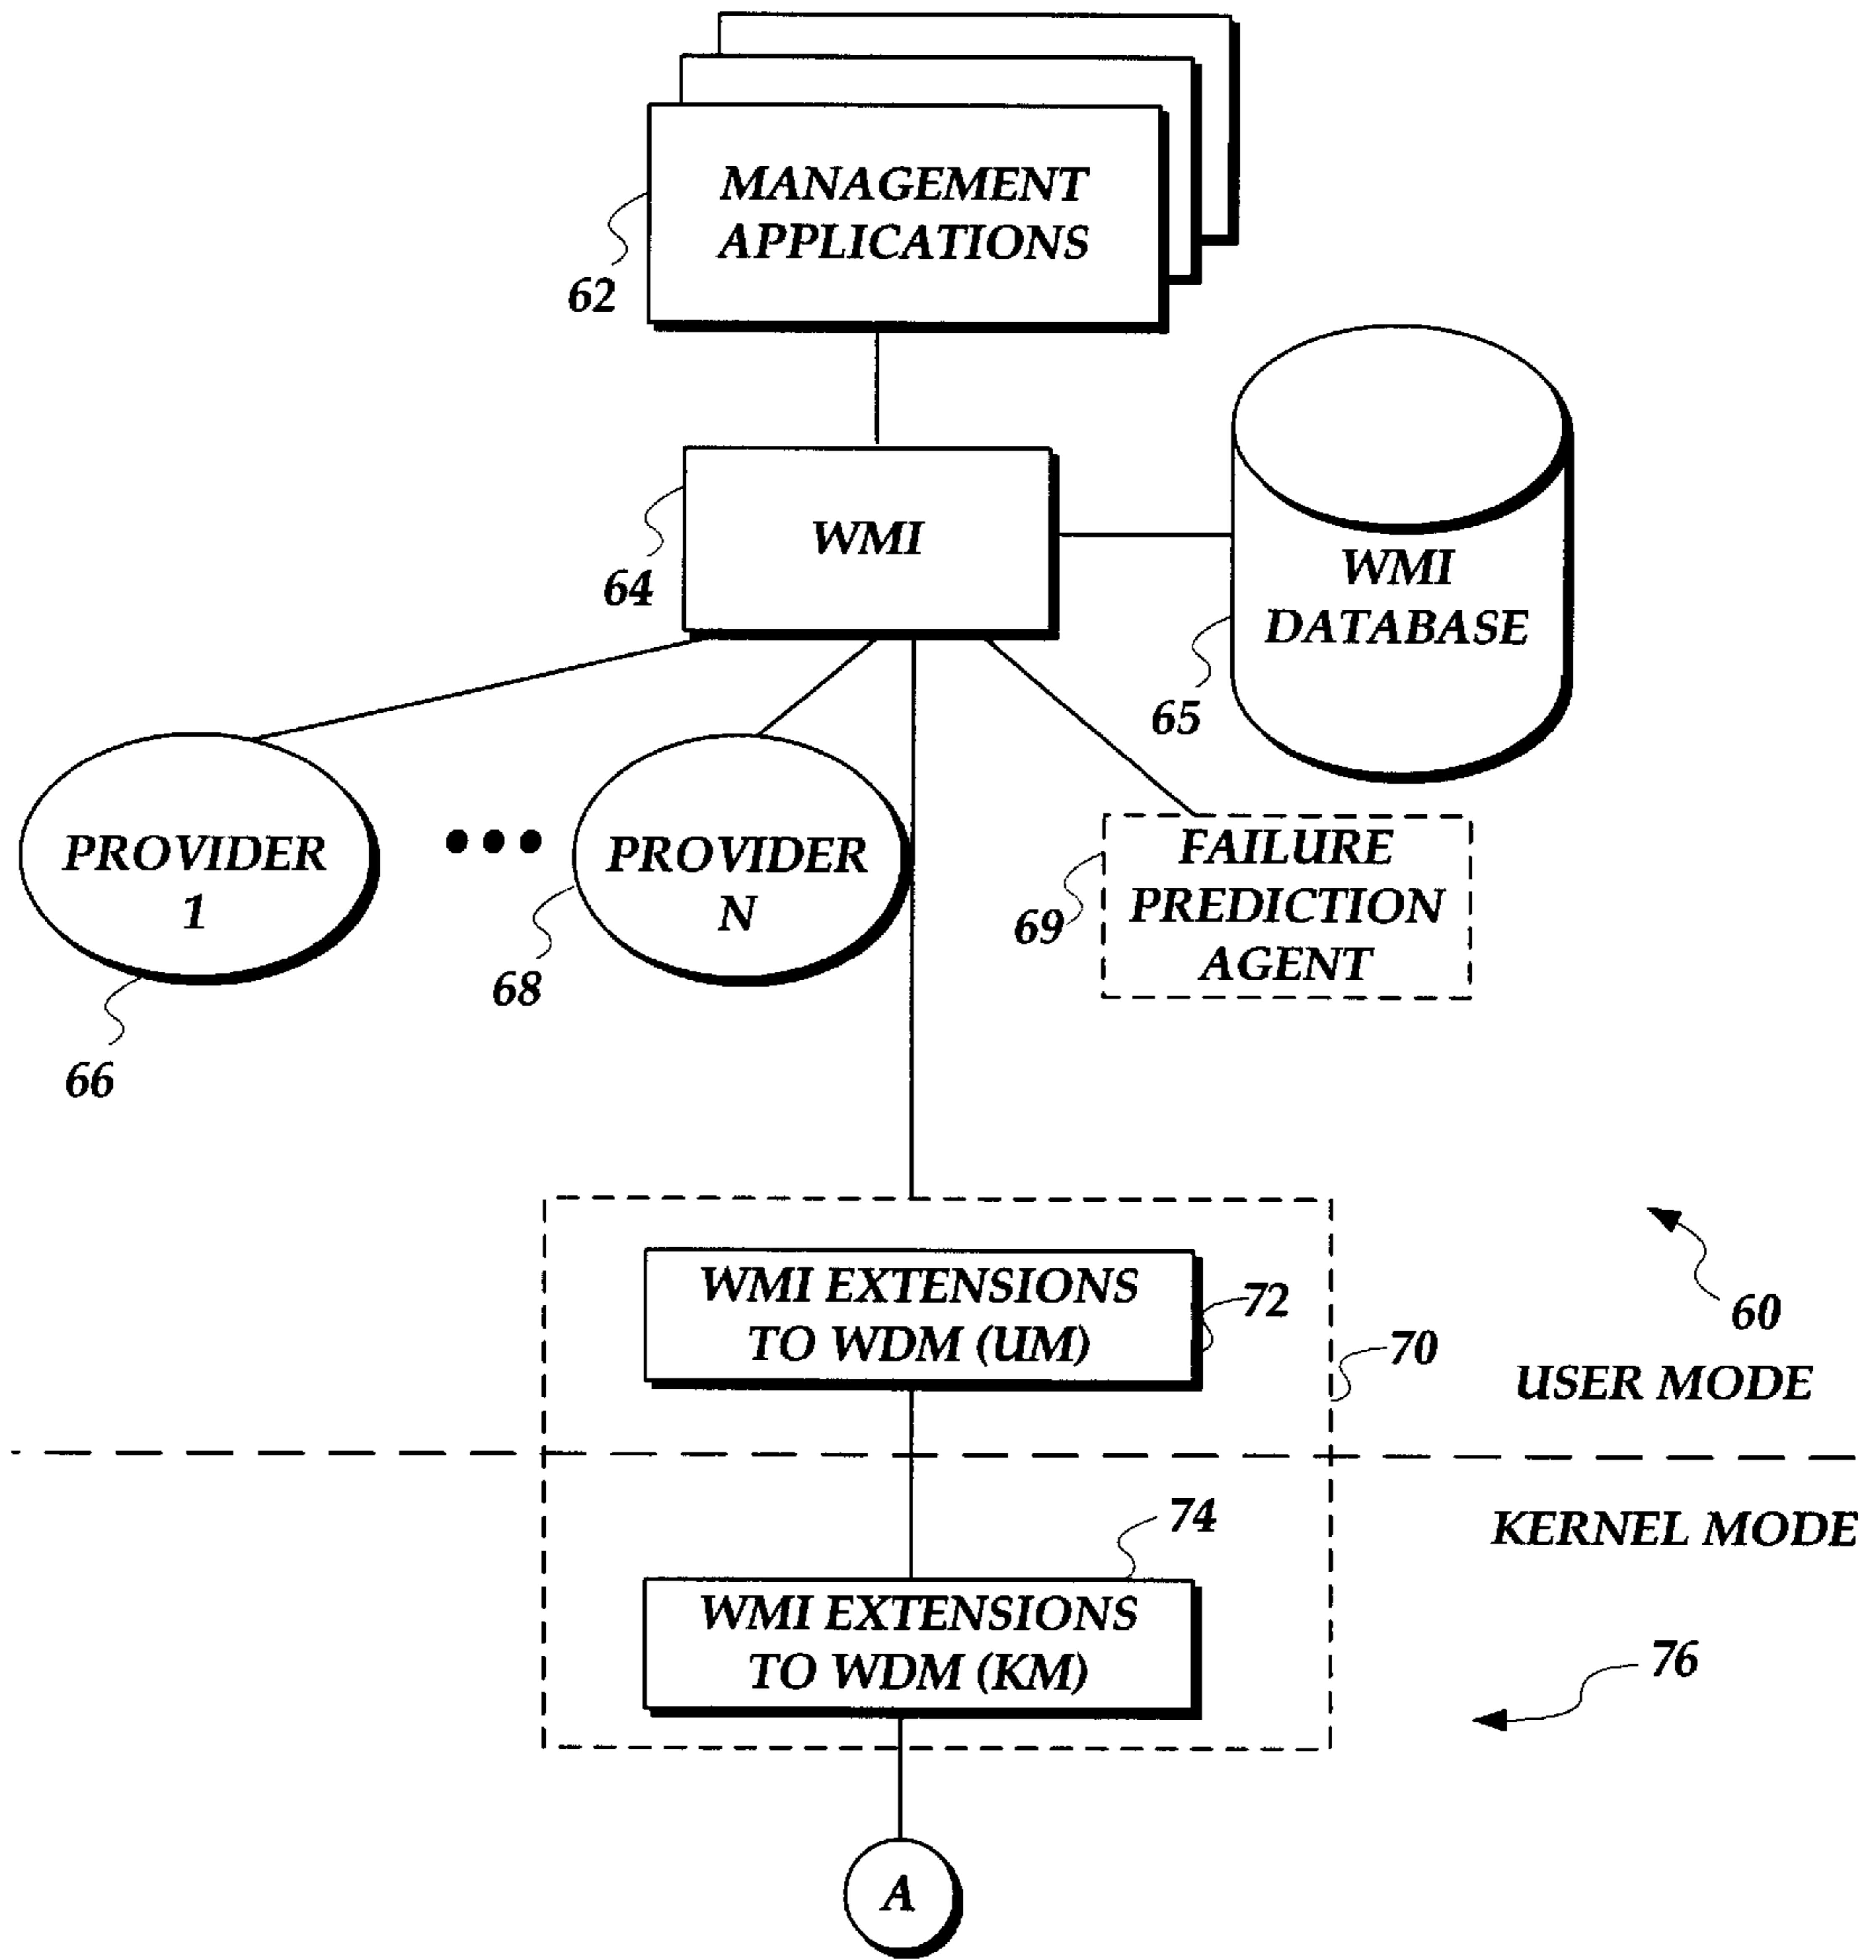 MANAGEMENT
APPLICATIONS
62
WMI
64
WMI
DATABASE
65
PROVIDER
1
66
PROVIDER
N
68
FAILURE
PREDICTION
AGENT
69
WMI EXTENSIONS
TO WDM (UM)
72
60
70
USER MODE
KERNEL MODE
74
WMI EXTENSIONS
TO WDM (KM)
76
A